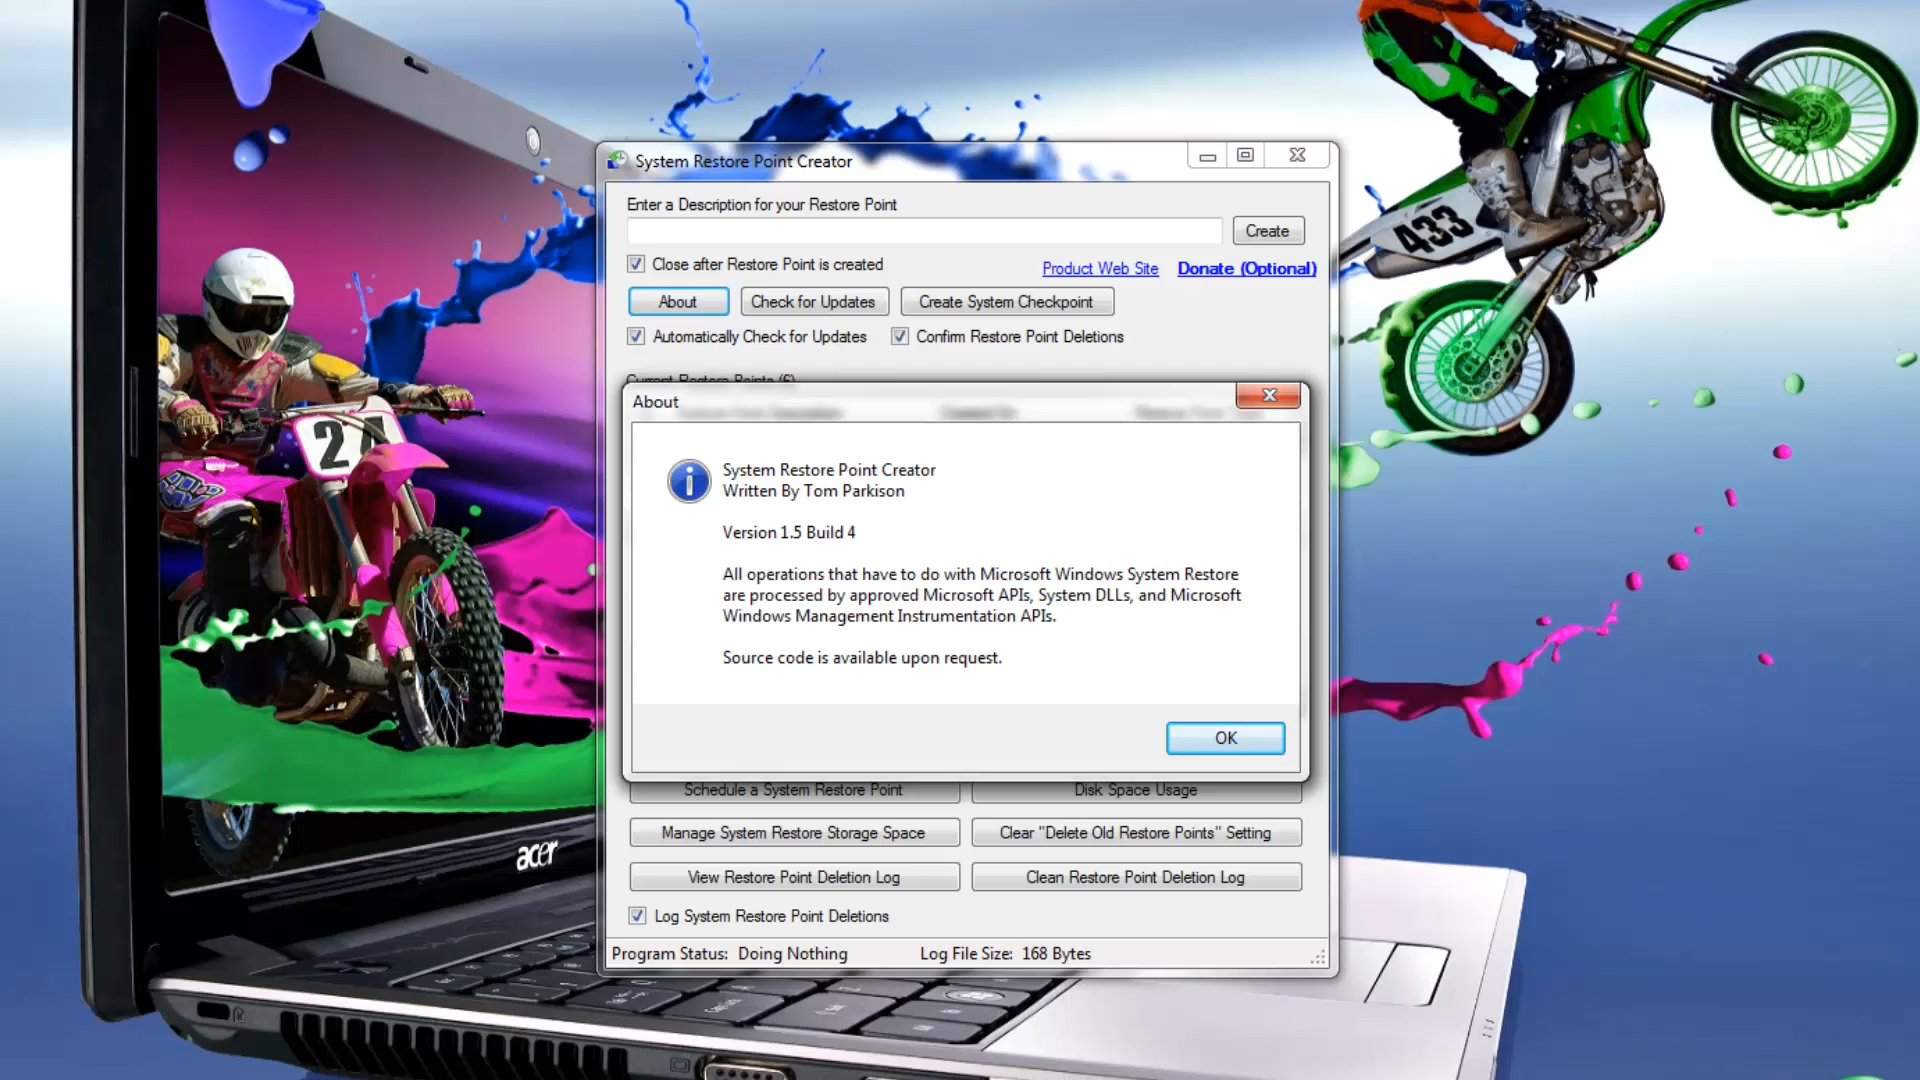 System Restore Point Creator
Enter a Description for your Restore Point
Create
Close after Restore Point is created
Product Web Site
Donate (Optional)
About
Check for Updates
Create System Checkpoint
Automatically Check for Updates
Confirm Restore Point Deletions
Current Restore Points (6)
About
System Restore Point Creator
Written By Tom Parkison
Version 1.5 Build 4
All operations that have to do with Microsoft Windows System Restore
are processed by approved Microsoft APIs, System DLLs, and Microsoft
Windows Management Instrumentation APIs.
Source code is available upon request.
OK
Schedule a System Restore Point
Disk Space Usage
Manage System Restore Storage Space
Clear "Delete Old Restore Points" Setting
View Restore Point Deletion Log
Clean Restore Point Deletion Log
Log System Restore Point Deletions
Program Status: Doing Nothing
Log File Size: 168 Bytes
433
acer